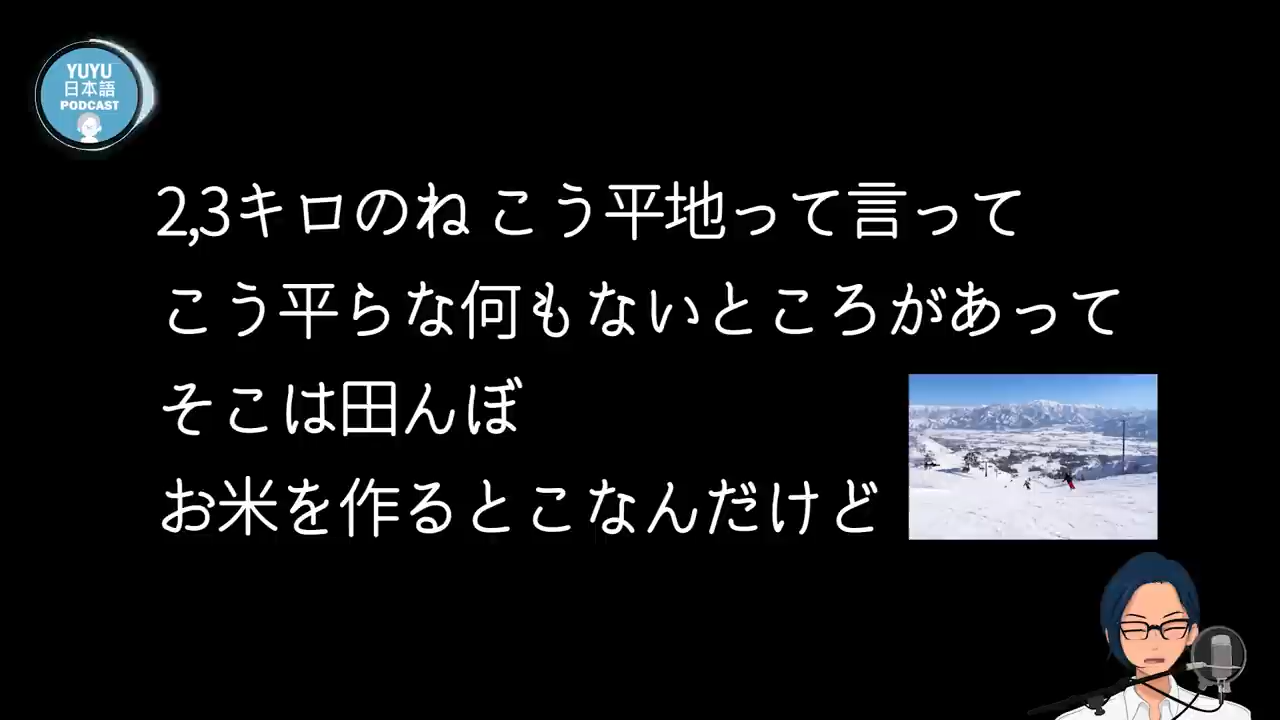 YUYU
日本語
PODCAST
2,3キロのね こう平地って言って
こう平らな何もないところがあって
そこは田んぼ
お米を作るとこなんだけど